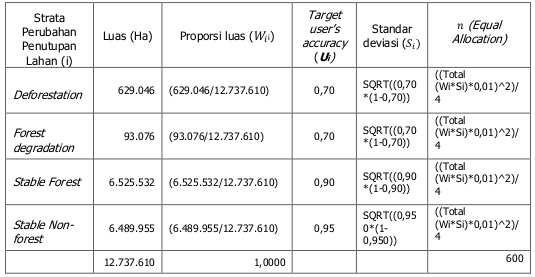 Strata
Perubahan
Penutupan
Lahan (i)
Luas (Ha)
Proporsi luas (Wᵢᵢ)
Target
user's
accuracy
(Uᵢ)
Standar
deviasi (Sᵢ)
n (Equal
Allocation)
Deforestation
629.046
(629.046/12.737.610)
0,70
SQRT((0,70
*(1-0,70))
((Total
(Wi*Si)*0,01)^2)/
4
Forest
degradation
93.076
(93.076/12.737.610)
0,70
SQRT((0,70
*(1-0,70))
((Total
(Wi*Si)*0,01)^2)/
4
Stable Forest
6.525.532
(6.525.532/12.737.610)
0,90
SQRT((0,90
*(1-0,90))
((Total
(Wi*Si)*0,01)^2)/
4
Stable Non-
forest
6.489.955
(6.489.955/12.737.610)
0,95
SQRT((0,95
0*(1-
0,950))
((Total
(Wi*Si)*0,01)^2)/
4
12.737.610
1,0000
600